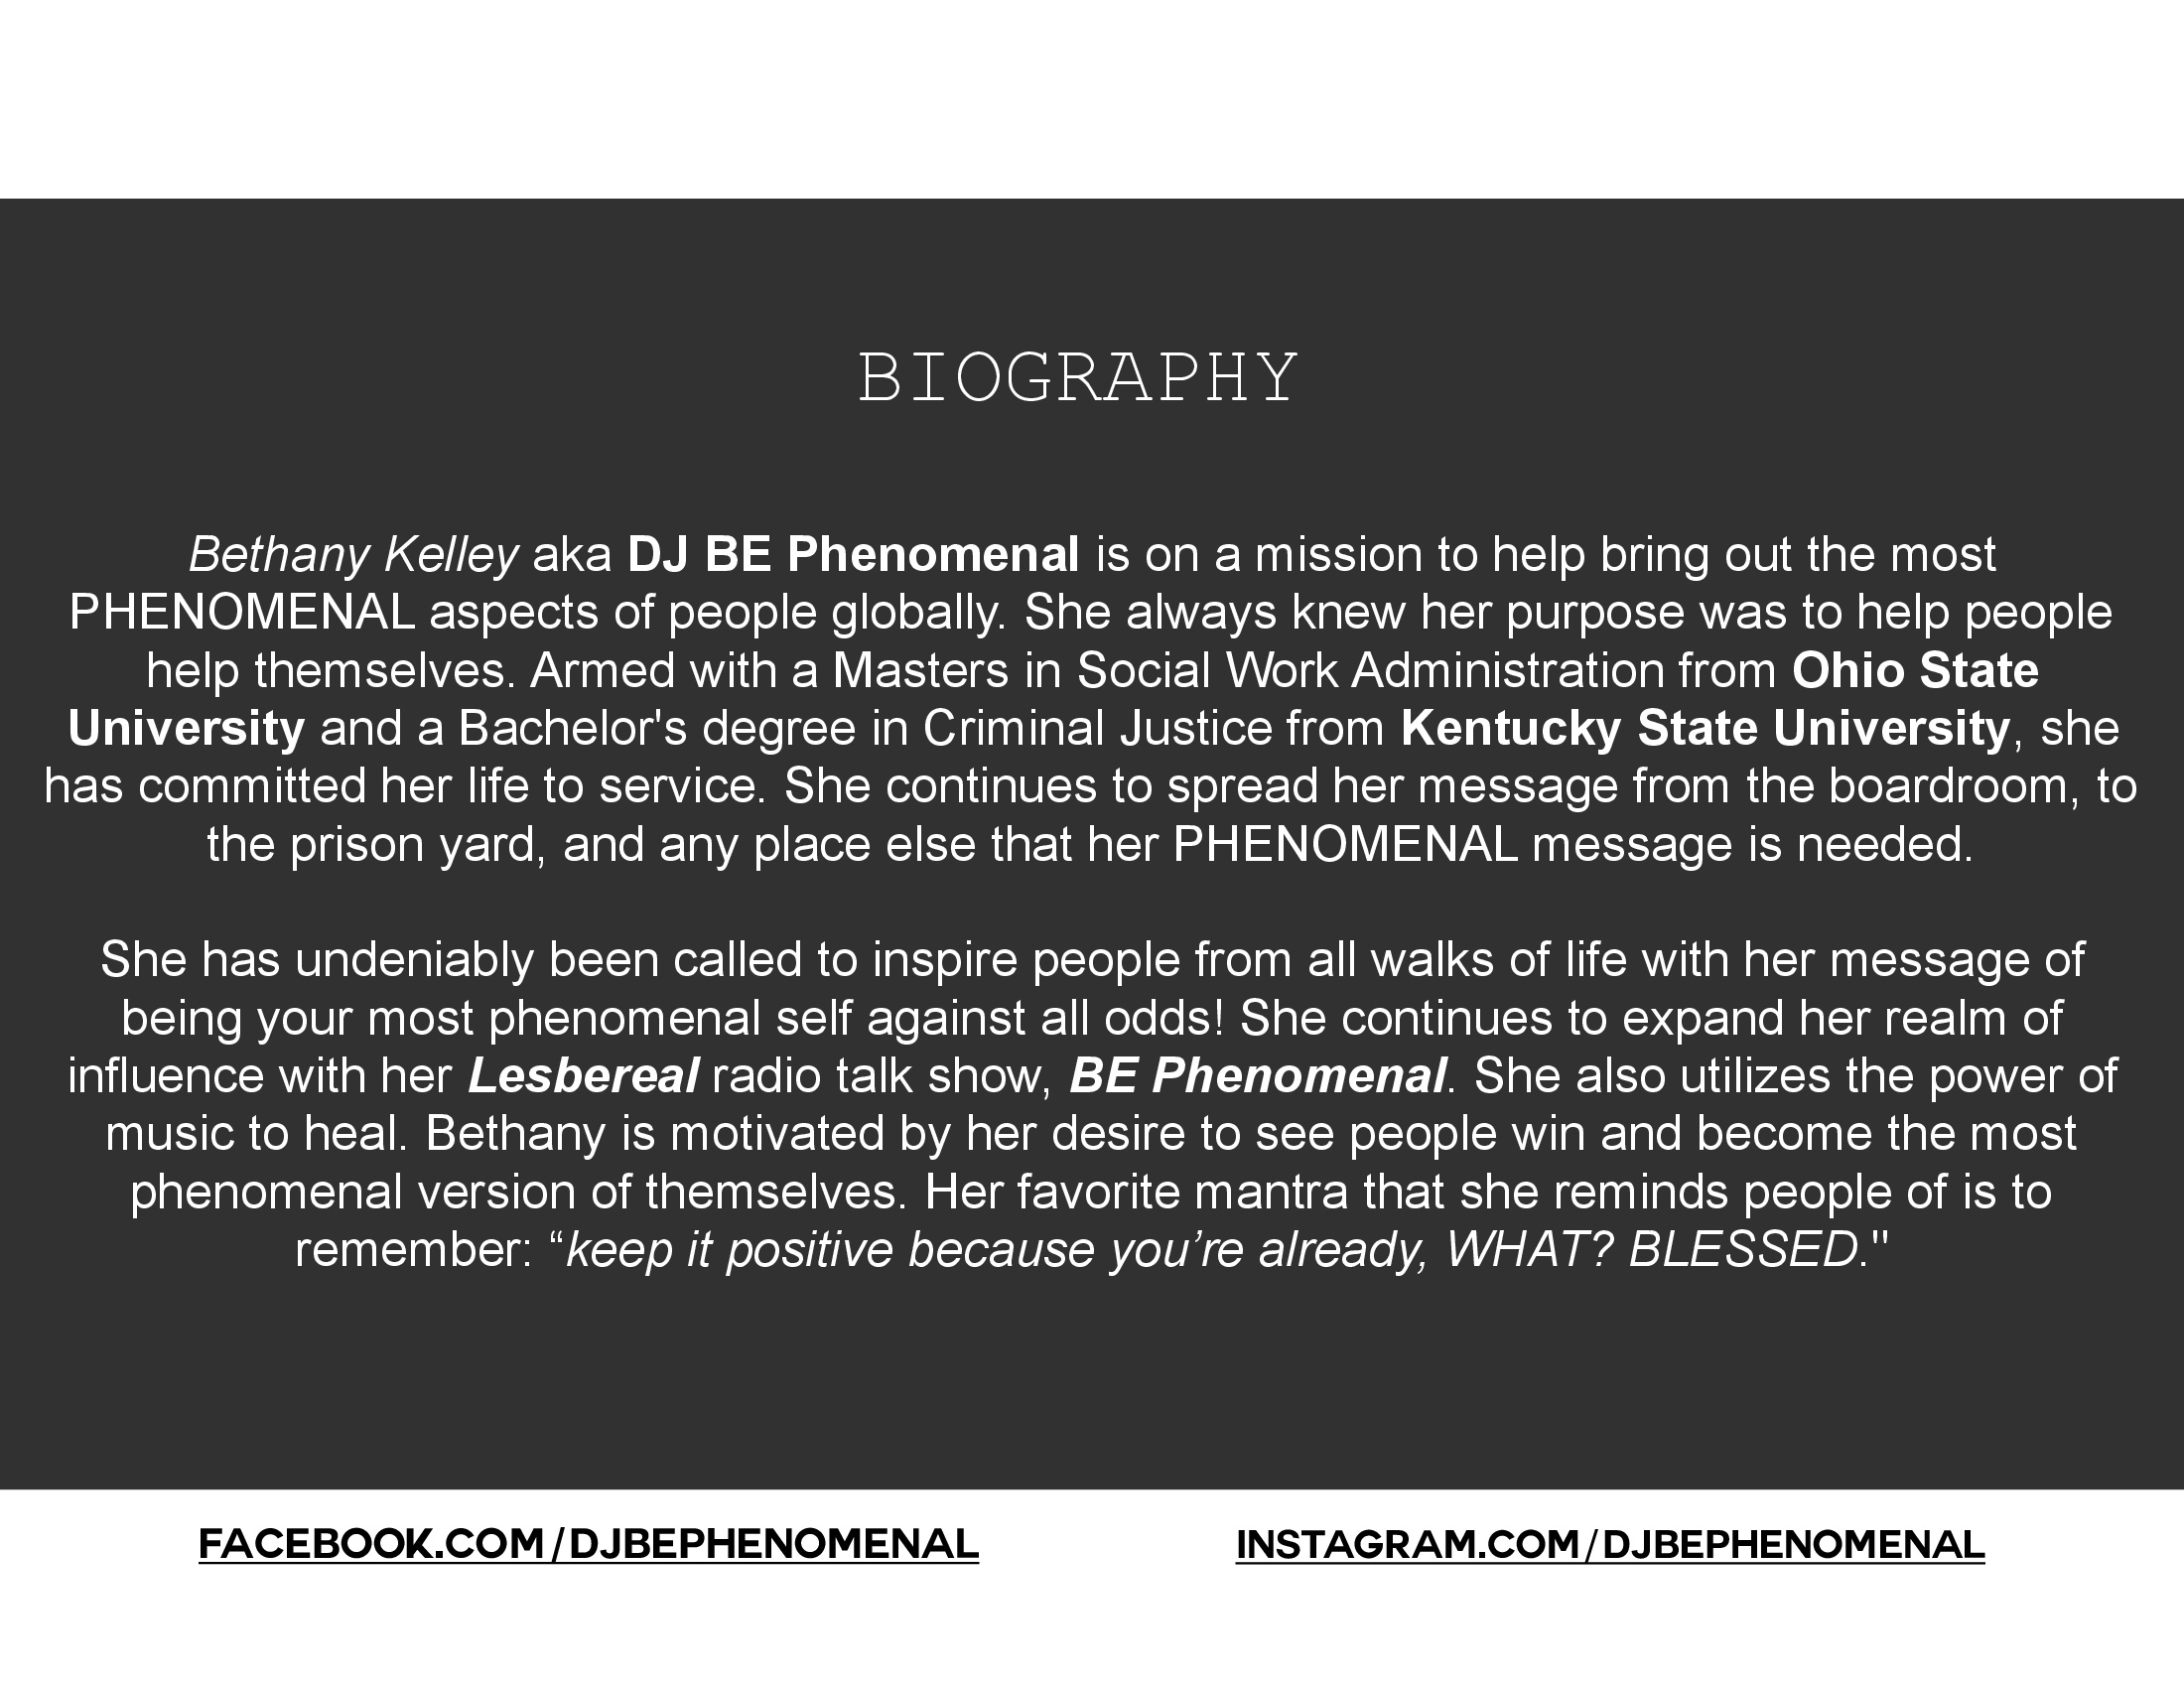 BIOGRAPHY
Bethany Kelley aka DJ BE Phenomenal is on a mission to help bring out the most
PHENOMENAL aspects of people globally. She always knew her purpose was to help people
help themselves. Armed with a Masters in Social Work Administration from Ohio State
University and a Bachelor's degree in Criminal Justice from Kentucky State University, she
has committed her life to service. She continues to spread her message from the boardroom, to
the prison yard, and any place else that her PHENOMENAL message is needed.
She has undeniably been called to inspire people from all walks of life with her message of
being your most phenomenal self against all odds! She continues to expand her realm of
influence with her Lesbereal radio talk show, BE Phenomenal. She also utilizes the power of
music to heal. Bethany is motivated by her desire to see people win and become the most
phenomenal version of themselves. Her favorite mantra that she reminds people of is to
remember: “keep it positive because you’re already, WHAT? BLESSED."
FACEBOOK.COM/DJBEPHENOMENAL
INSTAGRAM.COM/DJBEPHENOMENAL